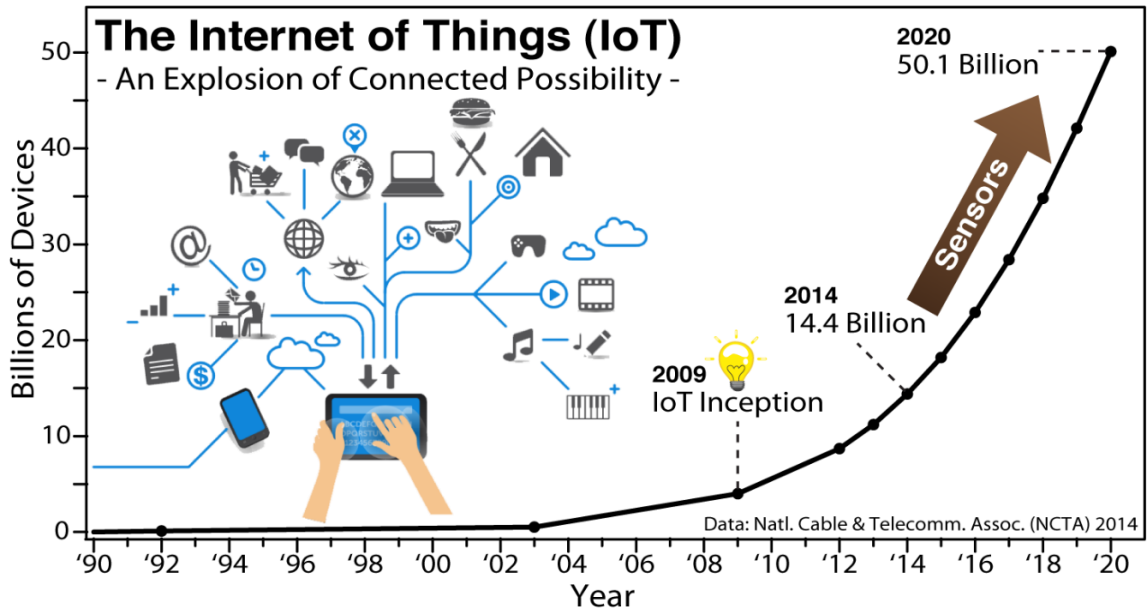 The Internet of Things (IoT)
- An Explosion of Connected Possibility -
2020
50.1 Billion
Sensors
2014
14.4 Billion
2009
IoT Inception
@
$
Billions of Devices
50
40
30
20
10
0
Data: Natl. Cable & Telecomm. Assoc. (NCTA) 2014
‘90 ‘92 ‘94 ‘96 ‘98 ‘00 ‘02 ‘04 ‘06 ‘08 ‘10 ‘12 ‘14 ‘16 ‘18 ‘20
Year